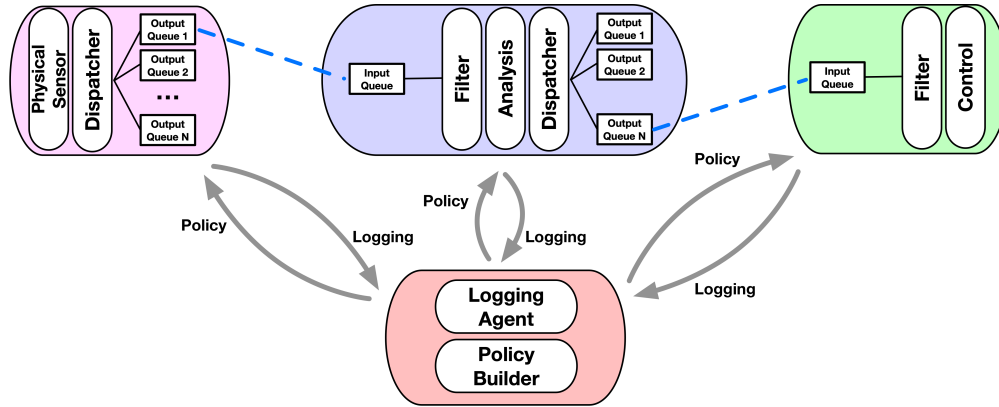 Physical
Sensor
Dispatcher
Output
Queue 1
Output
Queue 2
...
Output
Queue N
Input
Queue
Filter
Analysis
Dispatcher
Output
Queue 1
Output
Queue 2
Output
Queue N
Input
Queue
Filter
Control
Policy
Logging
Policy
Logging
Policy
Logging
Logging
Agent
Policy
Builder